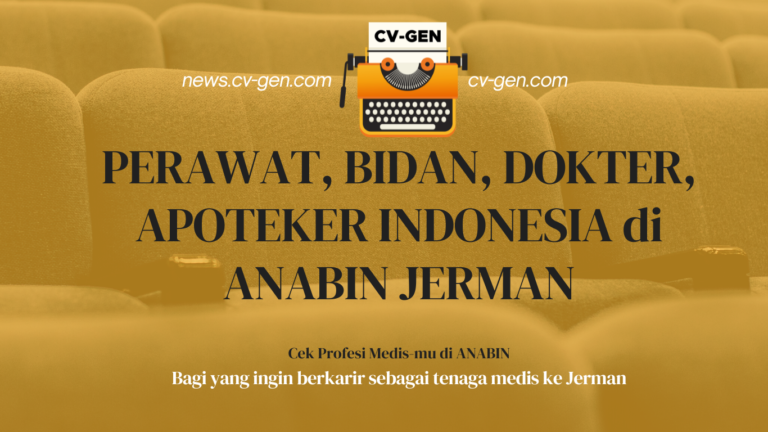 CV-GEN
news.cv-gen.com
cv-gen.com
PERAWAT, BIDAN, DOKTER,
APOTEKER INDONESIA di
ANABIN JERMAN
Cek Profesi Medis-mu di ANABIN
Bagi yang ingin berkarir sebagai tenaga medis ke Jerman